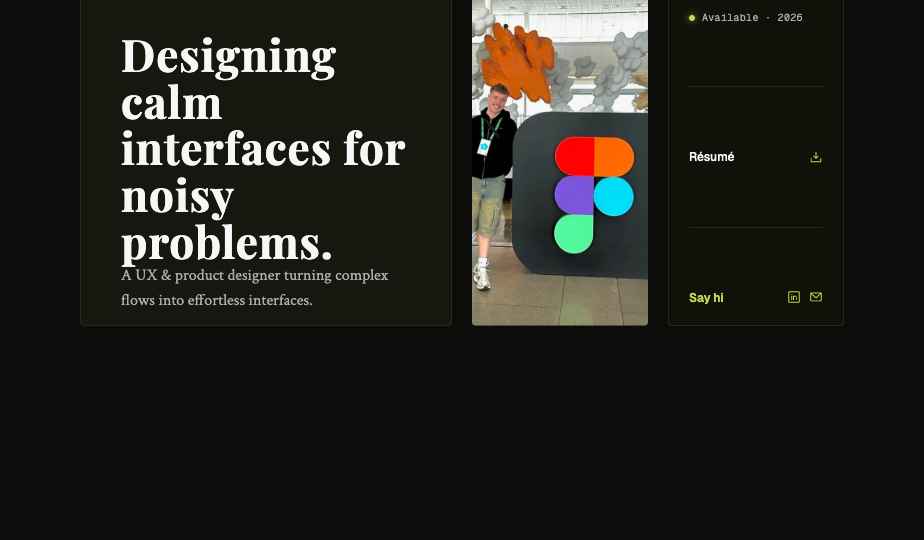 Designing
calm
interfaces for
noisy
problems.
A UX & product designer turning complex
flows into effortless interfaces.
Available · 2026
Résumé
Say hi
in